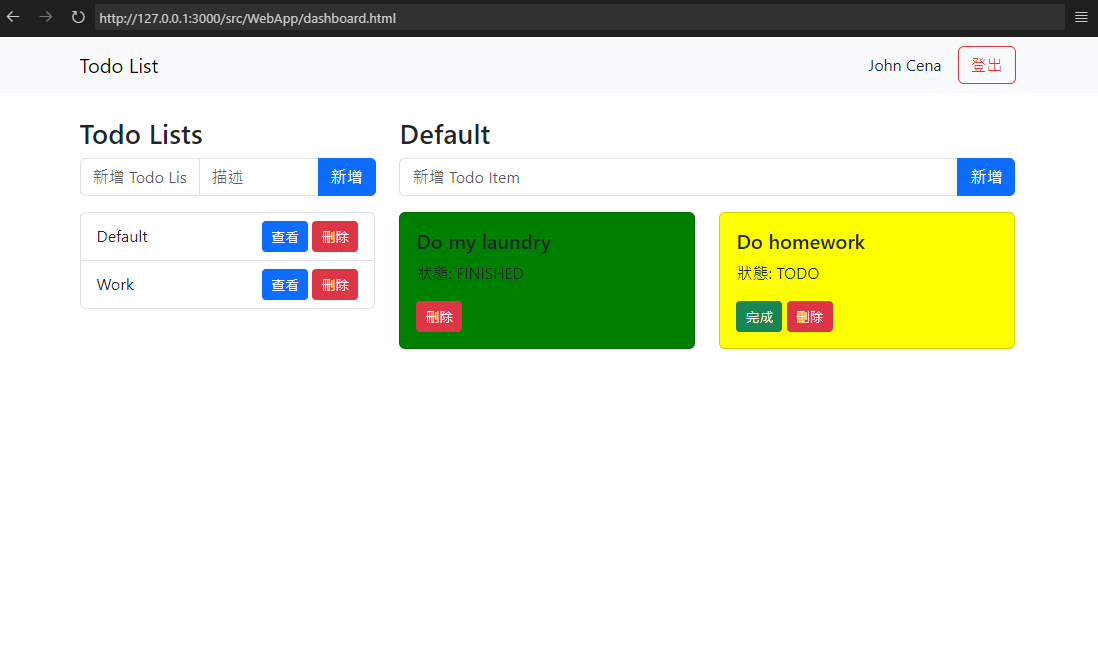 http://127.0.0.1:3000/src/WebApp/dashboard.html
Todo List
John Cena 登出
Todo Lists
新增 Todo Lis 描述 新增
Default 查看 刪除
Work 查看 刪除
Default
新增 Todo Item 新增
Do my laundry
狀態: FINISHED
刪除
Do homework
狀態: TODO
完成 刪除